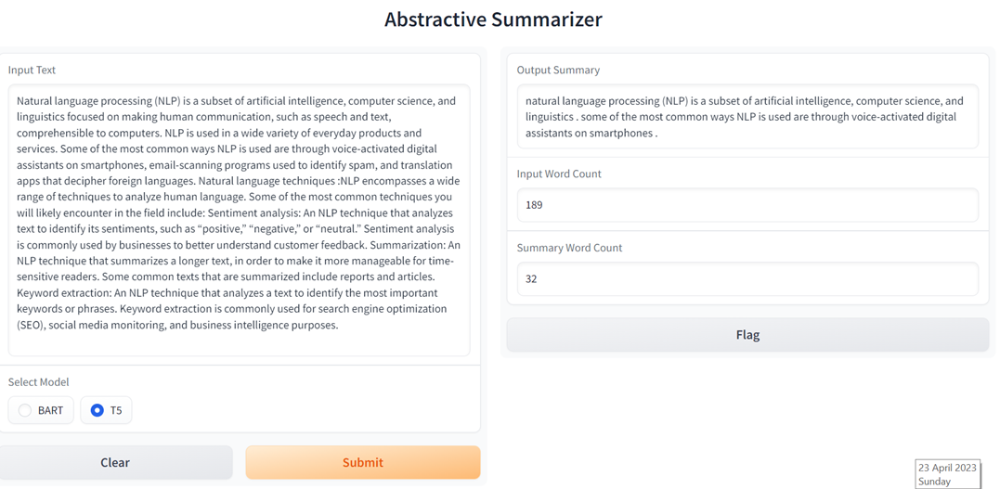 Abstractive Summarizer
Input Text
Natural language processing (NLP) is a subset of artificial intelligence, computer science, and
linguistics focused on making human communication, such as speech and text,
comprehensible to computers. NLP is used in a wide variety of everyday products and
services. Some of the most common ways NLP is used are through voice-activated digital
assistants on smartphones, email-scanning programs used to identify spam, and translation
apps that decipher foreign languages. Natural language techniques :NLP encompasses a wide
range of techniques to analyze human language. Some of the most common techniques you
will likely encounter in the field include: Sentiment analysis: An NLP technique that analyzes
text to identify its sentiments, such as “positive,” “negative,” or “neutral.” Sentiment analysis
is commonly used by businesses to better understand customer feedback. Summarization: An
NLP technique that summarizes a longer text, in order to make it more manageable for time-
sensitive readers. Some common texts that are summarized include reports and articles.
Keyword extraction: An NLP technique that analyzes a text to identify the most important
keywords or phrases. Keyword extraction is commonly used for search engine optimization
(SEO), social media monitoring, and business intelligence purposes.
Select Model
BART
T5
Clear
Submit
Output Summary
natural language processing (NLP) is a subset of artificial intelligence, computer science, and
linguistics . some of the most common ways NLP is used are through voice-activated digital
assistants on smartphones .
Input Word Count
189
Summary Word Count
32
Flag
23 April 2023
Sunday